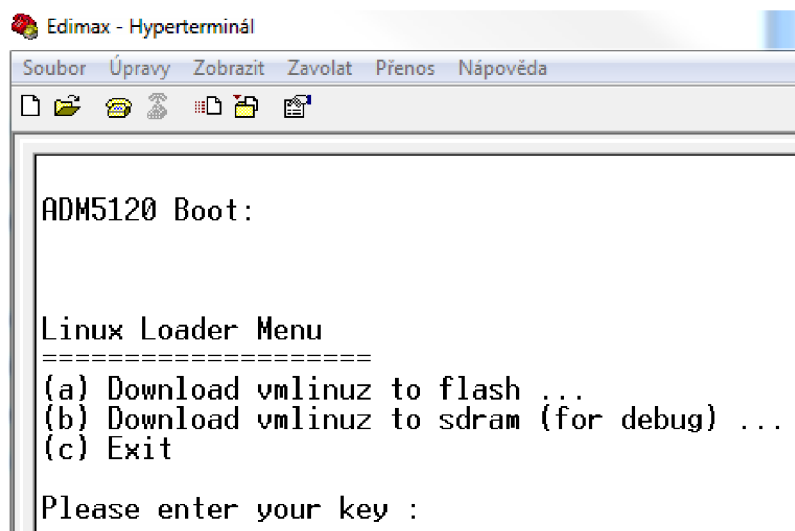 Edimax - Hyperterminál
Soubor Úpravy Zobrazit Zavolat Přenos Nápověda
ADM5120 Boot:
Linux Loader Menu
====================
(a) Download vmlinuz to flash ...
(b) Download vmlinuz to sdram (for debug) ...
(c) Exit
Please enter your key :